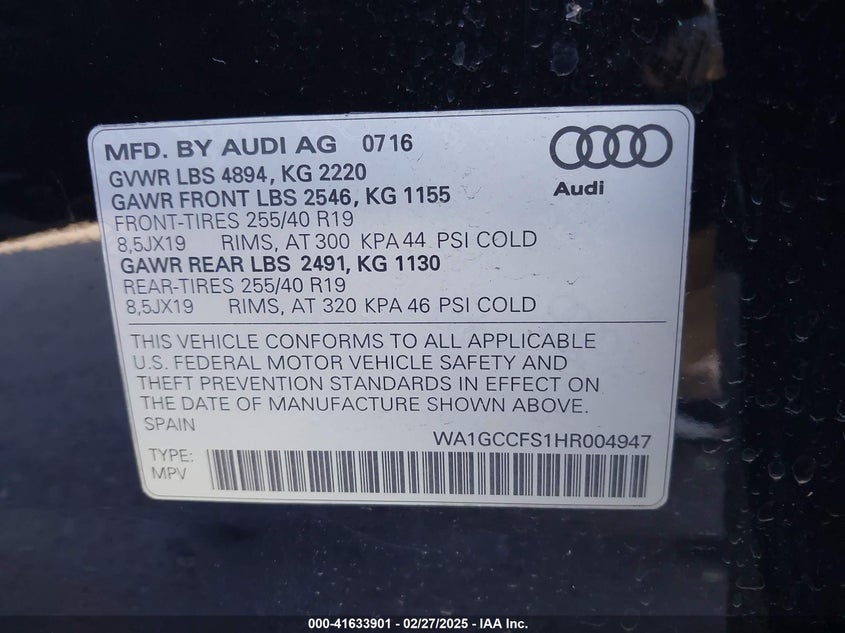 MFD. BY AUDI AG 0716
Audi
GVWR LBS 4894, KG 2220
GAWR FRONT LBS 2546, KG 1155
FRONT-TIRES 255/40 R19
8,5JX19 RIMS, AT 300 KPA 44 PSI COLD
GAWR REAR LBS 2491, KG 1130
REAR-TIRES 255/40 R19
8,5JX19 RIMS, AT 320 KPA 46 PSI COLD
THIS VEHICLE CONFORMS TO ALL APPLICABLE
U.S. FEDERAL MOTOR VEHICLE SAFETY AND
THEFT PREVENTION STANDARDS IN EFFECT ON
THE DATE OF MANUFACTURE SHOWN ABOVE.
SPAIN
WA1GCCFS1HR004947
TYPE:
MPV
000-41633901 - 02/27/2025 - IAA Inc.